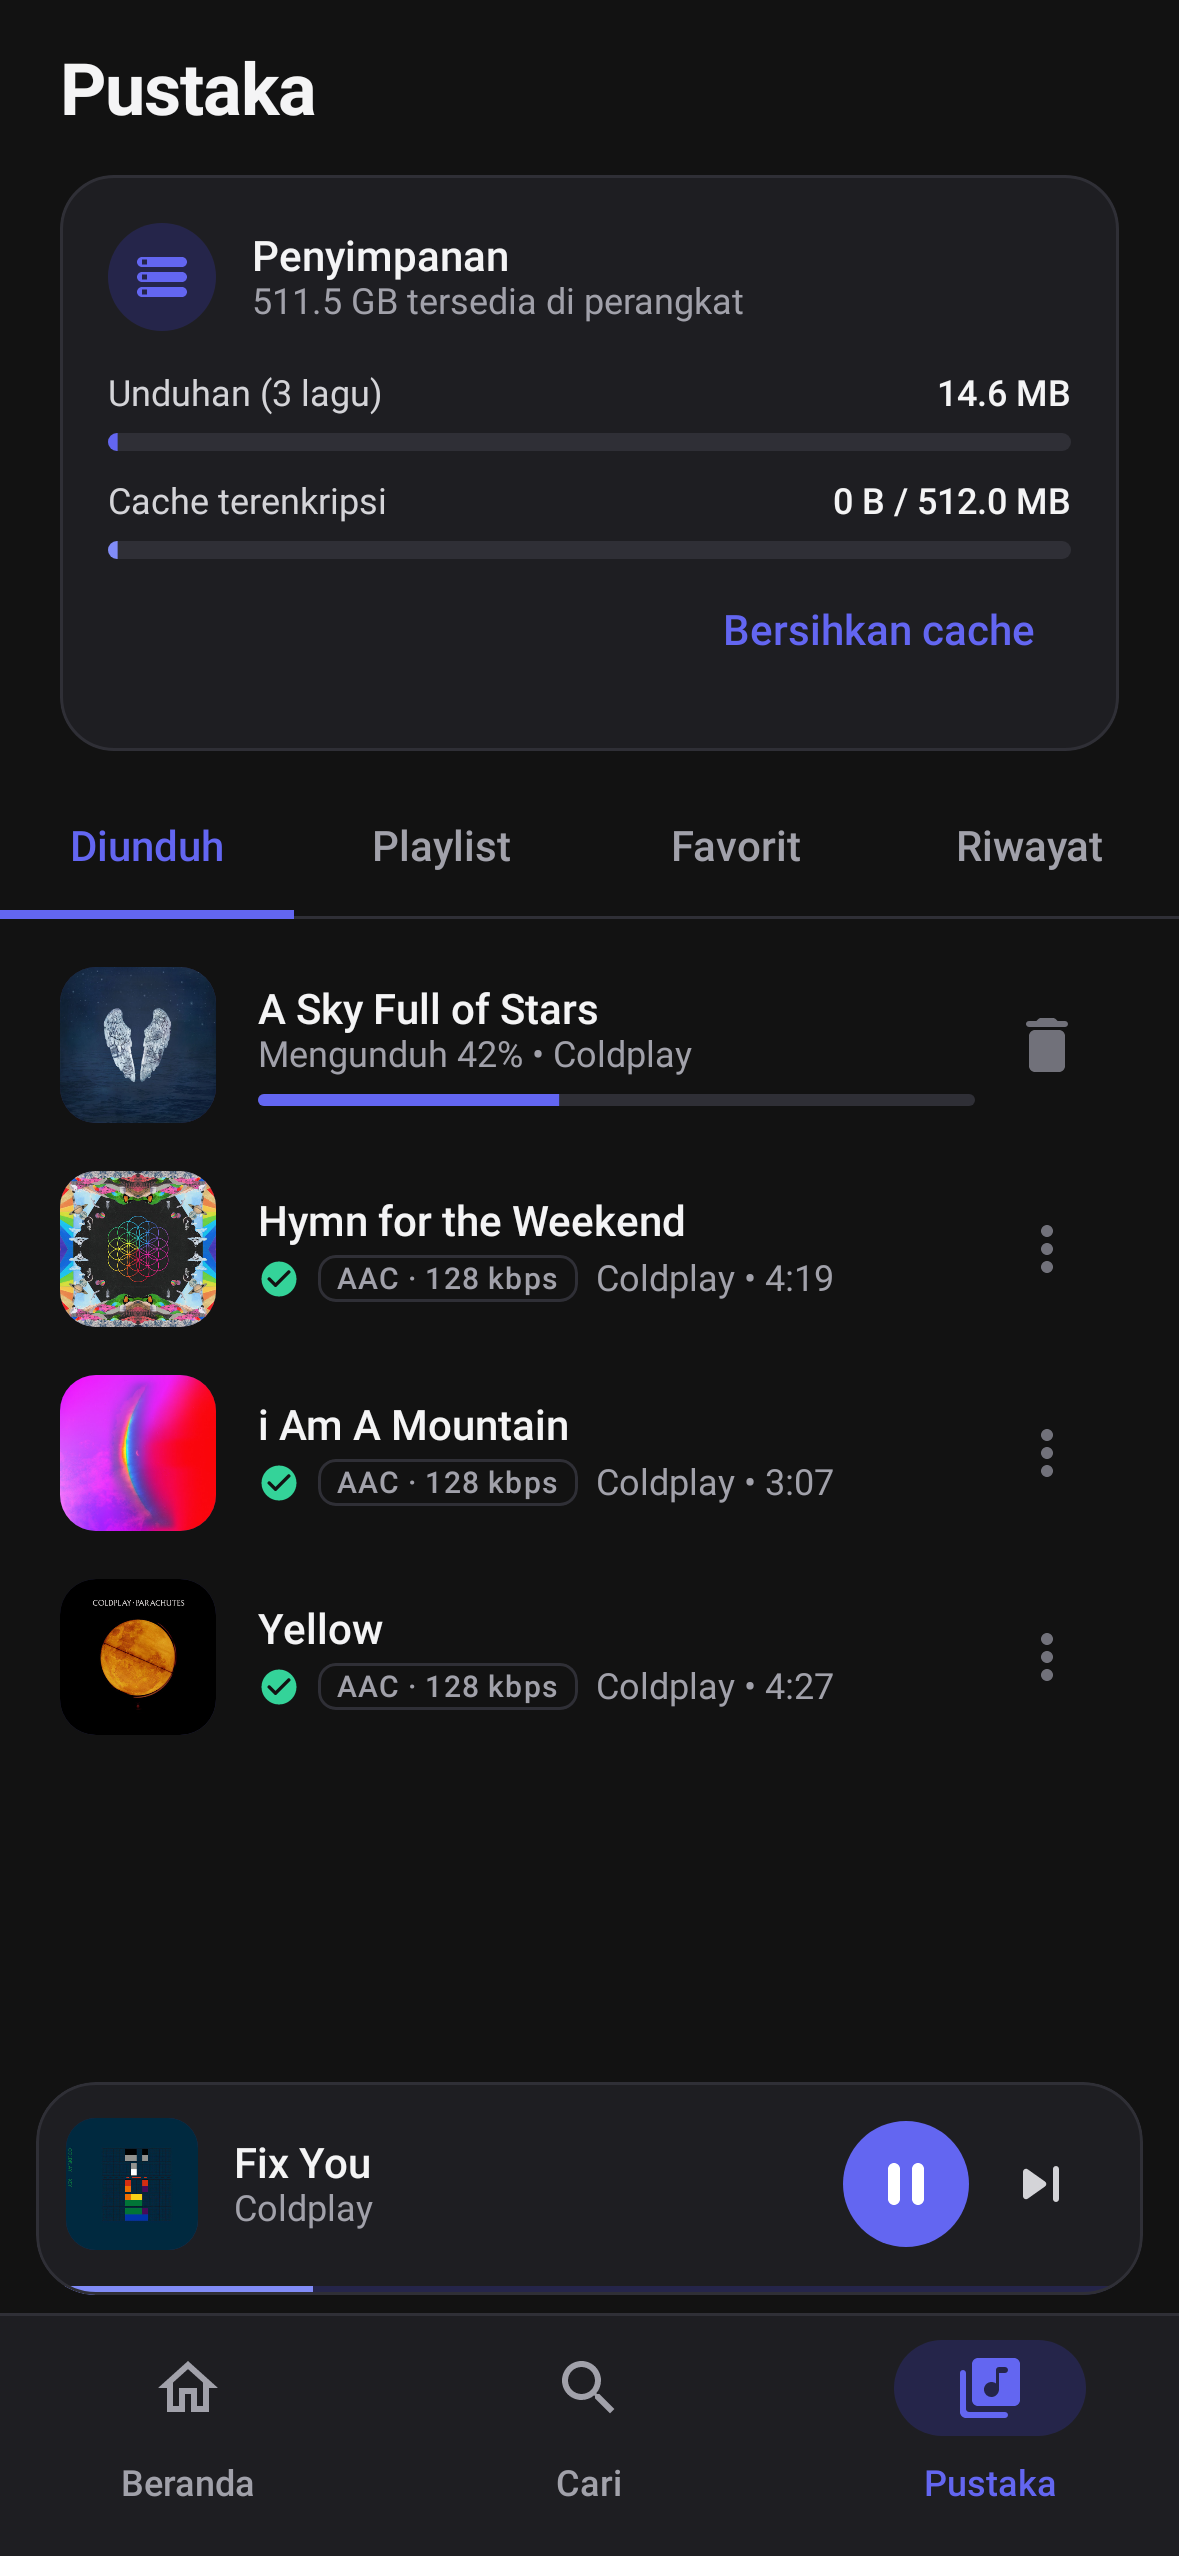 Pustaka
Penyimpanan
511.5 GB tersedia di perangkat
Unduhan (3 lagu) 14.6 MB
Cache terenkripsi 0 B / 512.0 MB
Bersihkan cache
Diunduh Playlist Favorit Riwayat
A Sky Full of Stars
Mengunduh 42% • Coldplay
Hymn for the Weekend
AAC · 128 kbps Coldplay • 4:19
i Am A Mountain
AAC · 128 kbps Coldplay • 3:07
COLDPLAY·PARACHUTES
Yellow
AAC · 128 kbps Coldplay • 4:27
Fix You
Coldplay
Beranda Cari Pustaka